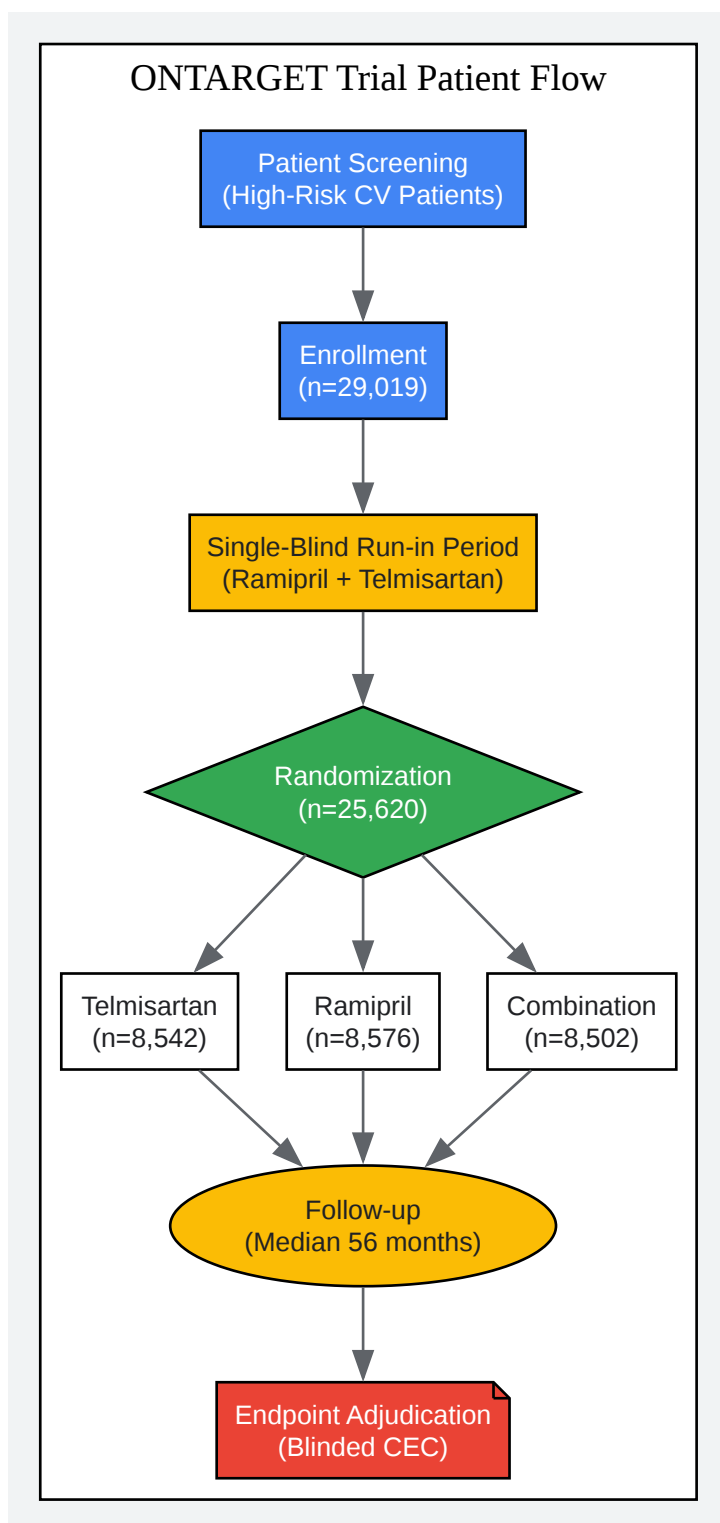 ONTARGET Trial Patient Flow
Patient Screening
(High-Risk CV Patients)
Enrollment
(n=29,019)
Single-Blind Run-in Period
(Ramipril + Telmisartan)
Randomization
(n=25,620)
Telmisartan
(n=8,542)
Ramipril
(n=8,576)
Combination
(n=8,502)
Follow-up
(Median 56 months)
Endpoint Adjudication
(Blinded CEC)